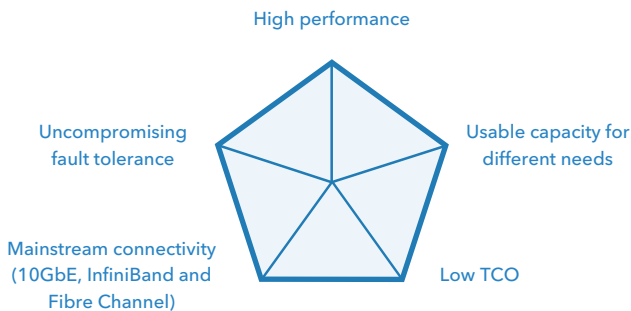 High performance
Uncompromising
fault tolerance
Usable capacity for
different needs
Mainstream connectivity
(10GbE, InfiniBand and
Fibre Channel)
Low TCO